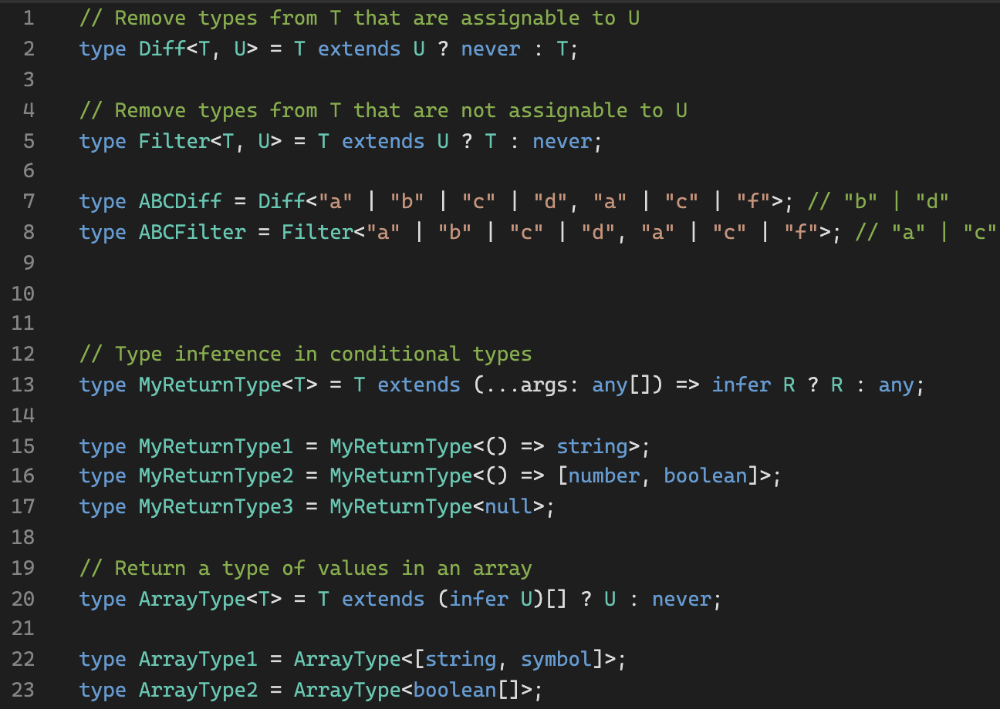 1 // Remove types from T that are assignable to U
2 type Diff<T, U> = T extends U ? never : T;
3
4 // Remove types from T that are not assignable to U
5 type Filter<T, U> = T extends U ? T : never;
6
7 type ABCDiff = Diff<"a" | "b" | "c" | "d", "a" | "c" | "f">; // "b" | "d"
8 type ABCFilter = Filter<"a" | "b" | "c" | "d", "a" | "c" | "f">; // "a" | "c"
9
10
11
12 // Type inference in conditional types
13 type MyReturnType<T> = T extends (...args: any[]) => infer R ? R : any;
14
15 type MyReturnType1 = MyReturnType<() => string>;
16 type MyReturnType2 = MyReturnType<() => [number, boolean]>;
17 type MyReturnType3 = MyReturnType<null>;
18
19 // Return a type of values in an array
20 type ArrayType<T> = T extends (infer U)[] ? U : never;
21
22 type ArrayType1 = ArrayType<[string, symbol]>;
23 type ArrayType2 = ArrayType<boolean[]>;